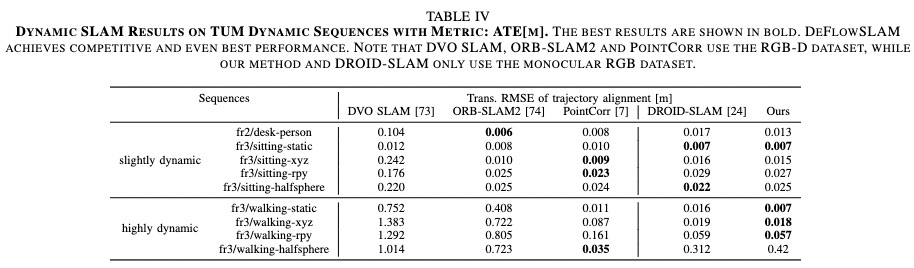 TABLE IV
DYNAMIC SLAM RESULTS ON TUM DYNAMIC SEQUENCES WITH METRIC: ATE[M]. THE BEST RESULTS ARE SHOWN IN BOLD. DEFLOWSLAM
ACHIEVES COMPETITIVE AND EVEN BEST PERFORMANCE. NOTE THAT DVO SLAM, ORB-SLAM2 AND POINTCORR USE THE RGB-D DATASET, WHILE
OUR METHOD AND DROID-SLAM ONLY USE THE MONOCULAR RGB DATASET.
Sequences Trans. RMSE of trajectory alignment [m]
DVO SLAM [73] ORB-SLAM2 [74] PointCorr [7] DROID-SLAM [24] Ours
fr2/desk-person 0.104 0.006 0.008 0.017 0.013
fr3/sitting-static 0.012 0.008 0.010 0.007 0.007
slightly dynamic fr3/sitting-xyz 0.242 0.010 0.009 0.016 0.015
fr3/sitting-rpy 0.176 0.025 0.023 0.029 0.027
fr3/sitting-halfsphere 0.220 0.025 0.024 0.022 0.025
fr3/walking-static 0.752 0.408 0.011 0.016 0.007
highly dynamic fr3/walking-xyz 1.383 0.722 0.087 0.019 0.018
fr3/walking-rpy 1.292 0.805 0.161 0.059 0.057
fr3/walking-halfsphere 1.014 0.723 0.035 0.312 0.42